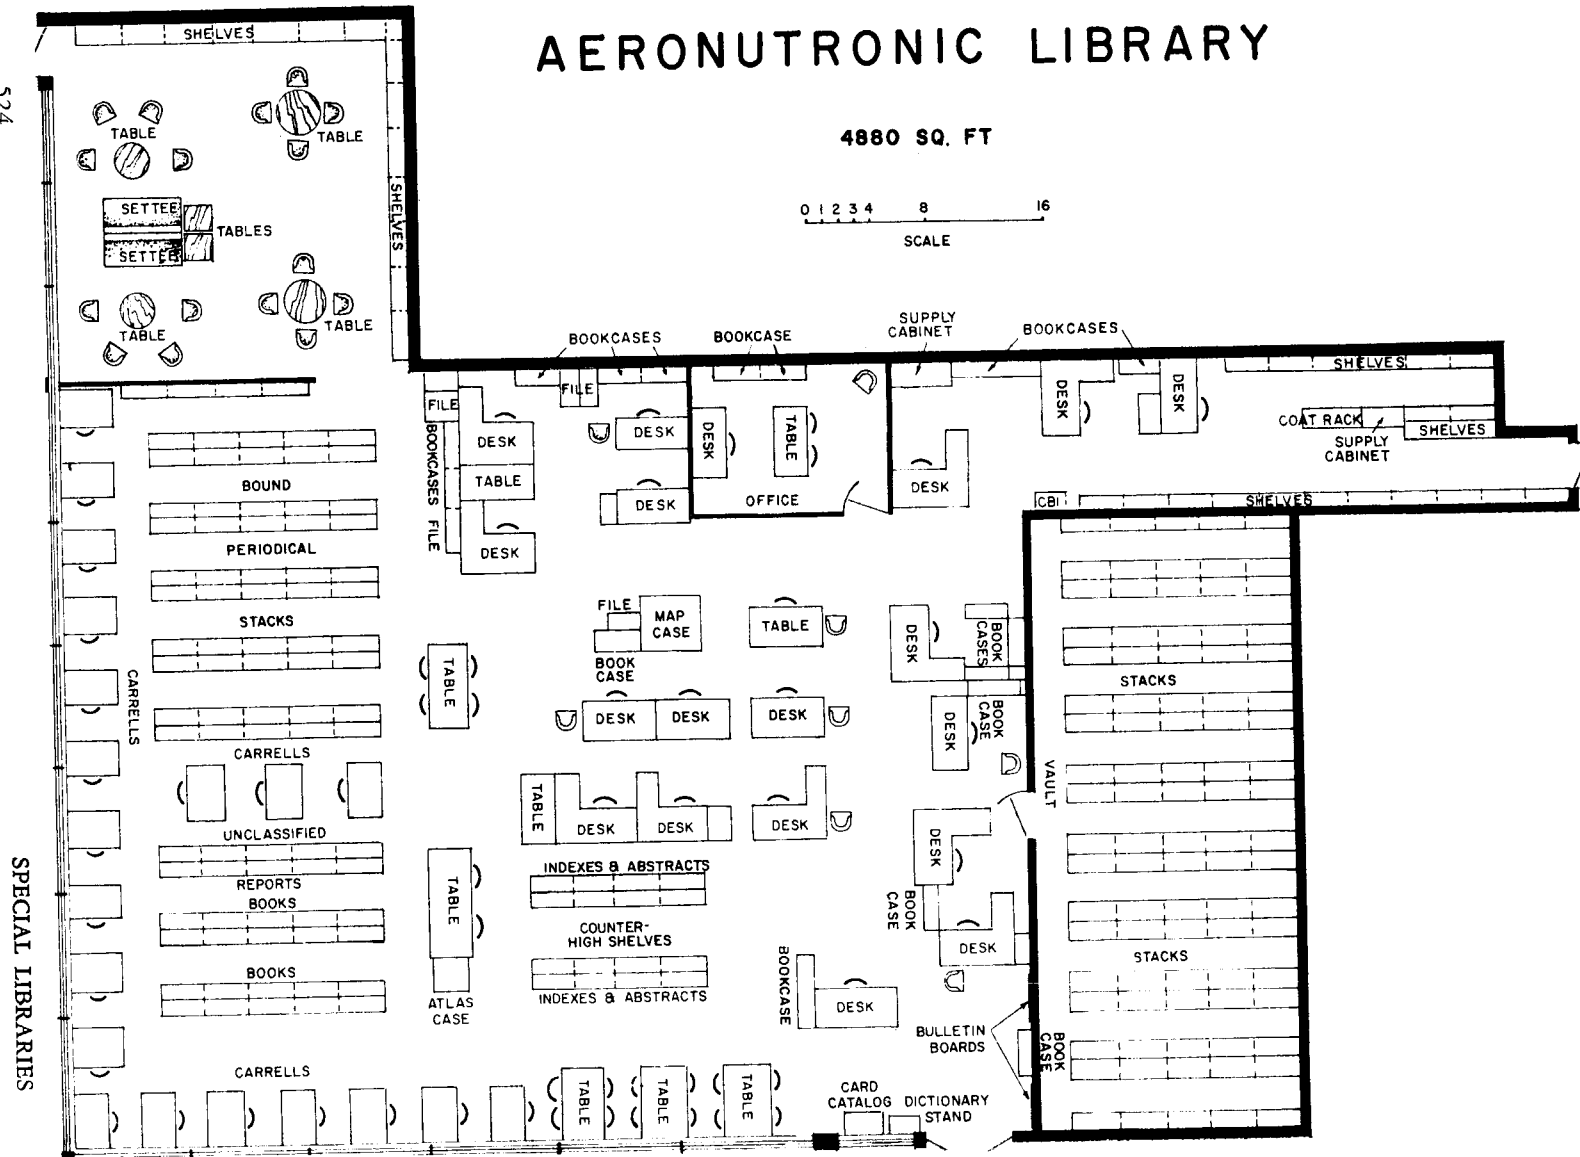 AERONUTRONIC LIBRARY
4880 SQ. FT
0 1 2 3 4 8 16
SCALE
524
SPECIAL LIBRARIES
SHELVES
SHELVES
TABLE
TABLE
SETTEE
SETTEE
TABLES
TABLE
TABLE
BOOKCASES
BOOKCASE
SUPPLY
CABINET
BOOKCASES
SHELVES
FILE
FILE
BOOKCASES
FILE
DESK
TABLE
DESK
DESK
DESK
DESK
TABLE
OFFICE
DESK
DESK
DESK
COAT RACK
SUPPLY
CABINET
SHELVES
CBI
SHELVES
BOUND
PERIODICAL
STACKS
CARRELLS
CARRELLS
UNCLASSIFIED
REPORTS
BOOKS
BOOKS
CARRELLS
TABLE
TABLE
ATLAS
CASE
FILE
MAP
CASE
BOOK
CASE
TABLE
DESK
DESK
DESK
TABLE
DESK
DESK
DESK
INDEXES & ABSTRACTS
COUNTER-
HIGH SHELVES
INDEXES & ABSTRACTS
DESK
BOOK
CASES
DESK
BOOK
CASE
DESK
BOOK
CASE
DESK
BOOKCASE
DESK
BULLETIN
BOARDS
BOOK
CASE
VAULT
STACKS
STACKS
TABLE
TABLE
TABLE
CARD
CATALOG
DICTIONARY
STAND